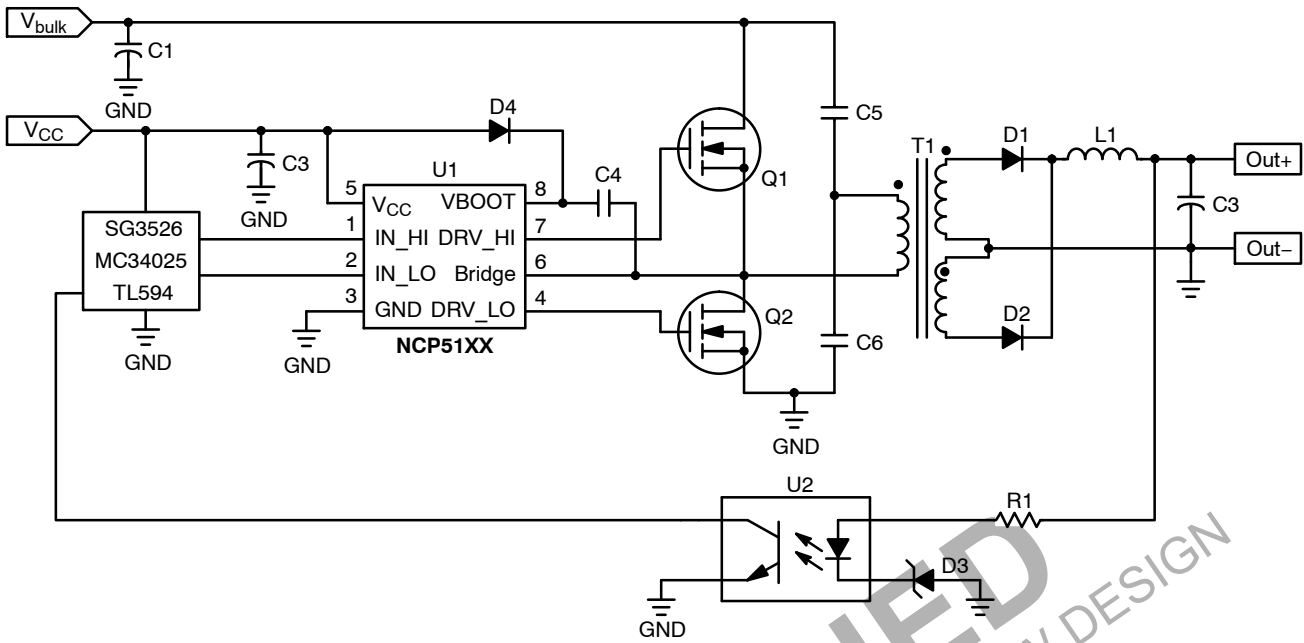 Vbulk
C1
GND
VCC
D4
C3
GND
U1
C4
5
VCC
VBOOT
8
1
IN_HI
DRV_HI
7
2
IN_LO
Bridge
6
3
GND
DRV_LO
4
NCP51XX
GND
SG3526
MC34025
TL594
GND
Q1
Q2
C5
C6
GND
T1
D1
L1
D2
Out+
C3
Out−
U2
R1
D3
GND
DESIGN